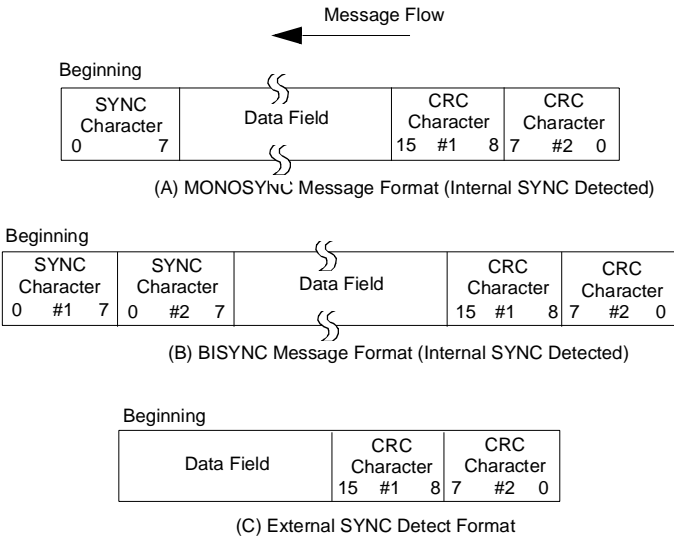 Message Flow
Beginning
SYNC Character 0 7
Data Field
CRC Character 15 #1 8
CRC Character 7 #2 0
(A) MONOSYNC Message Format (Internal SYNC Detected)
Beginning
SYNC Character 0 #1 7
SYNC Character 0 #2 7
Data Field
CRC Character 15 #1 8
CRC Character 7 #2 0
(B) BISYNC Message Format (Internal SYNC Detected)
Beginning
Data Field
CRC Character 15 #1 8
CRC Character 7 #2 0
(C) External SYNC Detect Format